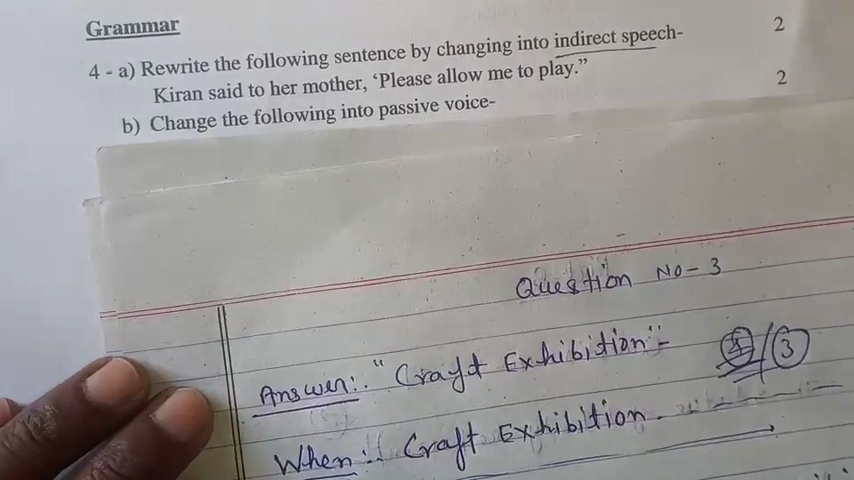 Grammar
4 - a) Rewrite the following sentence by changing into indirect speech- 2
Kiran said to her mother, ‘Please allow me to play.”
b) Change the following into passive voice- 2
Question No - 3
Answer:. "Craft Exhibition":- 4/3
When:. Craft Exhibition.